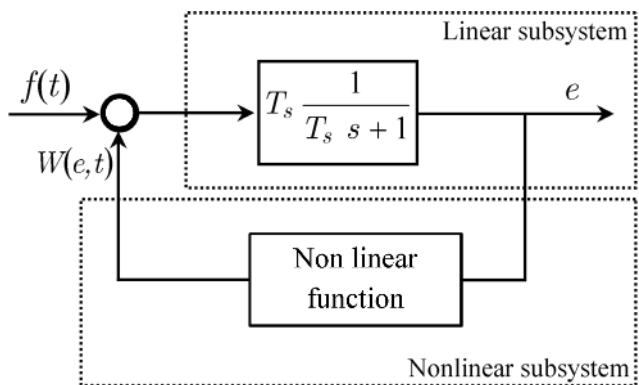 Linear subsystem
f(t)
T_s 1 / (T_s s + 1)
e
W(e,t)
Non linear
function
Nonlinear subsystem